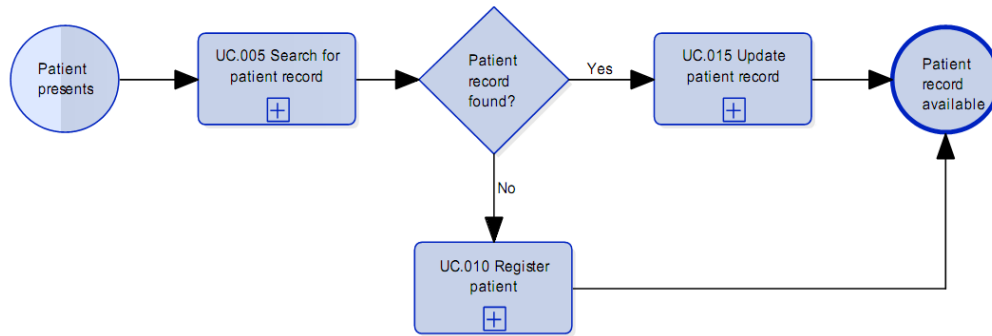 Patient
presents
UC.005 Search for
patient record
Patient
record
found?
Yes
UC.015 Update
patient record
Patient
record
available
No
UC.010 Register
patient